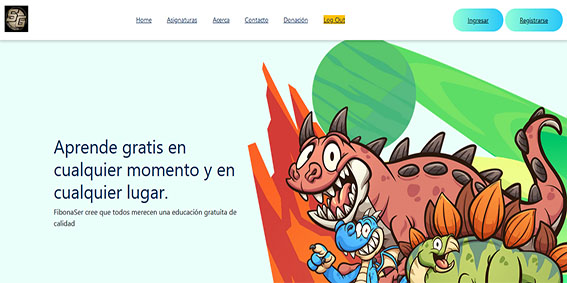 SG
Home Asignaturas Acerca Contacto Donación Log Out Ingresar Registrarse
Aprende gratis en
cualquier momento y en
cualquier lugar.
FibonaSer cree que todos merecen una educación gratuita de
calidad